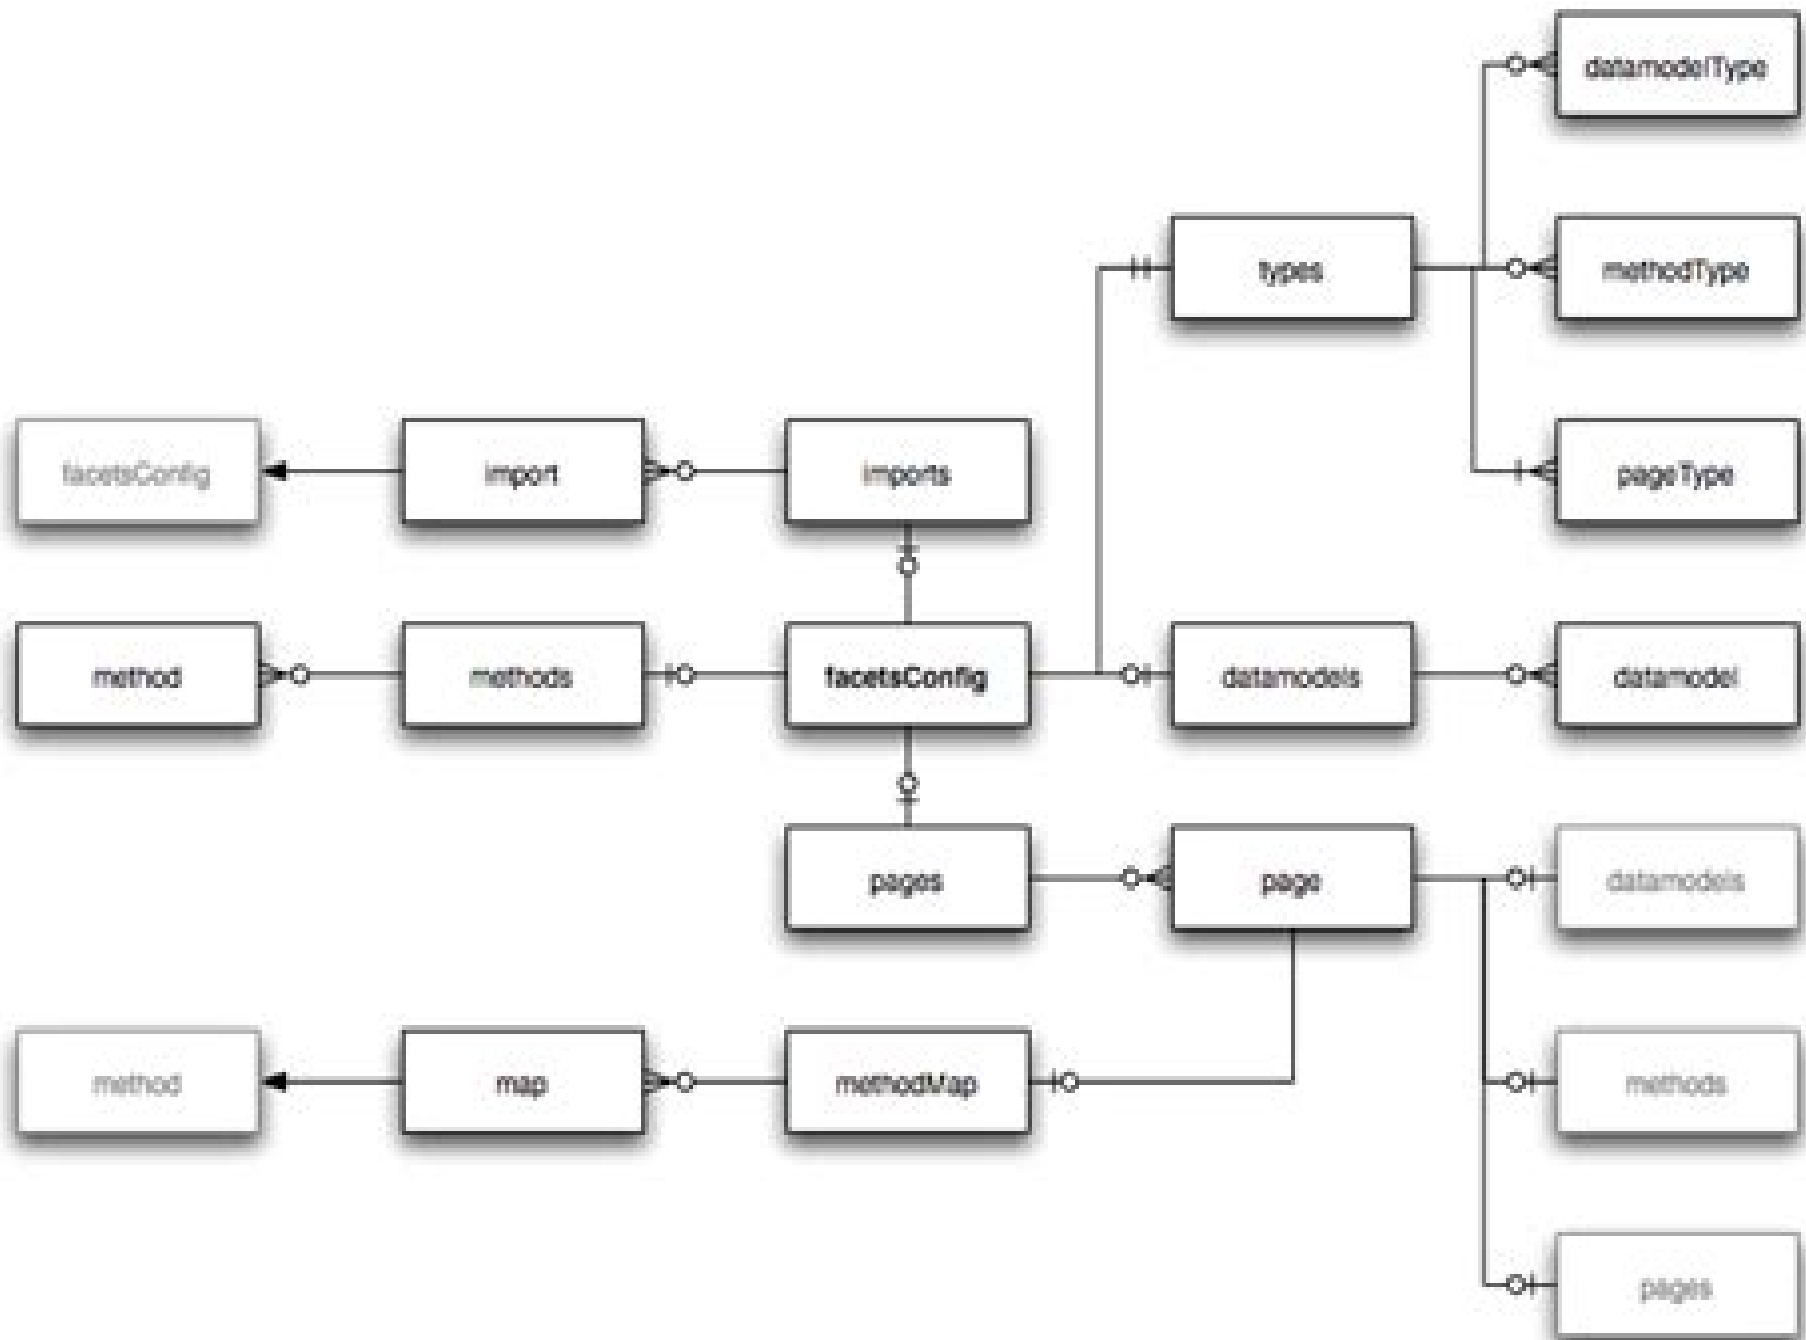 datamodelType
types
methodType
facetsConfig
import
imports
pageType
method
methods
facetsConfig
datamodels
datamodel
pages
page
datamodels
method
map
methodMap
methods
pages